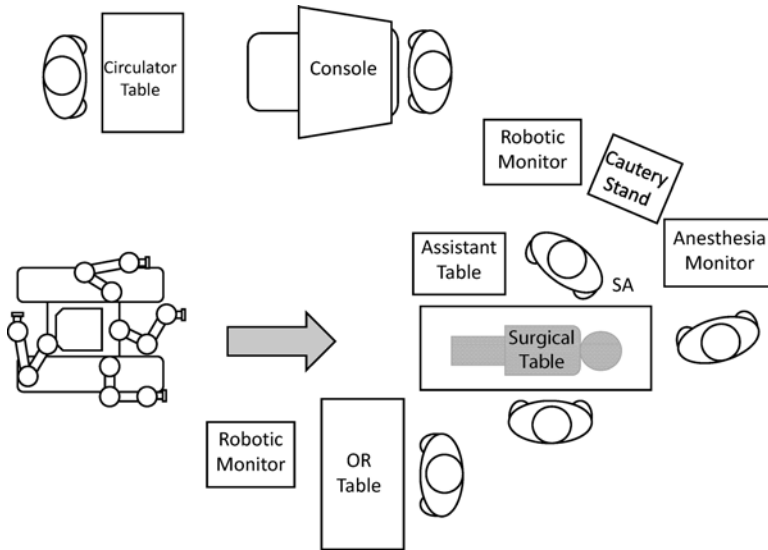 Circulator
Table
Console
Robotic
Monitor
Cautery
Stand
Assistant
Table
SA
Anesthesia
Monitor
Surgical
Table
Robotic
Monitor
OR
Table